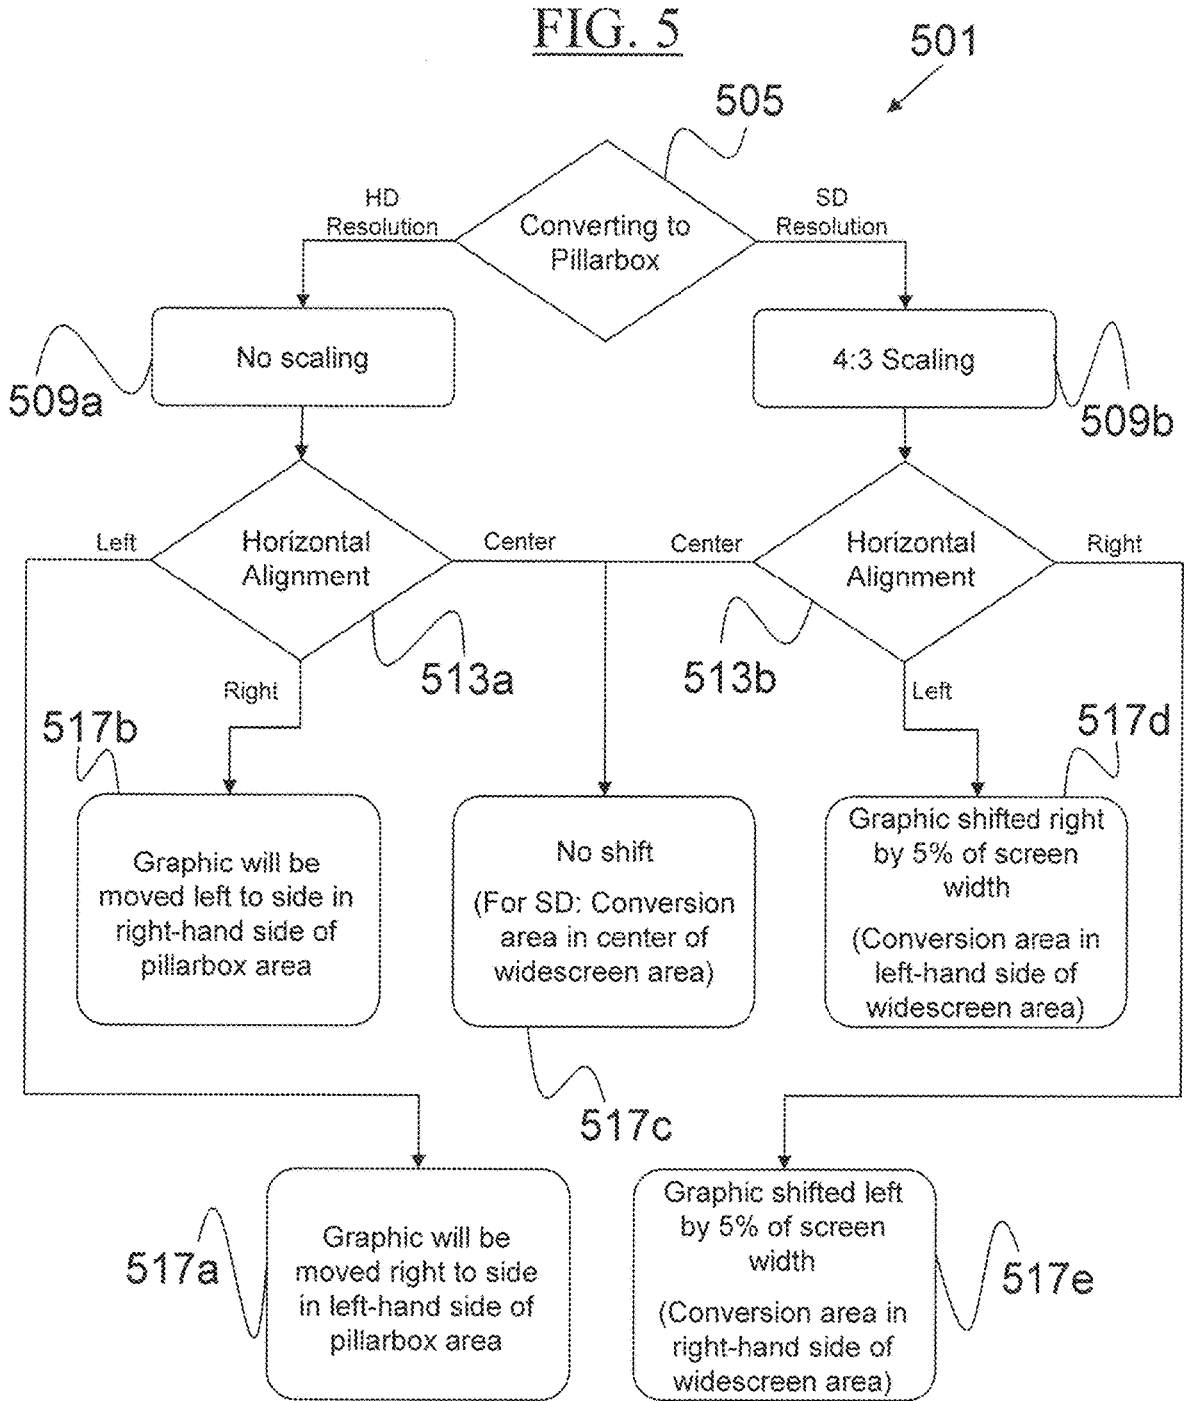 FIG. 5
501
505
HD
Resolution
SD
Resolution
Converting to
Pillarbox
No scaling
4:3 Scaling
509a
509b
Left
Horizontal
Alignment
Center
Center
Horizontal
Alignment
Right
513a
513b
Right
Left
517b
517d
Graphic will be
moved left to side in
right-hand side of
pillarbox area
No shift
(For SD: Conversion
area in center of
widescreen area)
Graphic shifted right
by 5% of screen
width
(Conversion area in
left-hand side of
widescreen area)
517c
517a
Graphic will be
moved right to side
in left-hand side of
pillarbox area
Graphic shifted left
by 5% of screen
width
(Conversion area in
right-hand side of
widescreen area)
517e